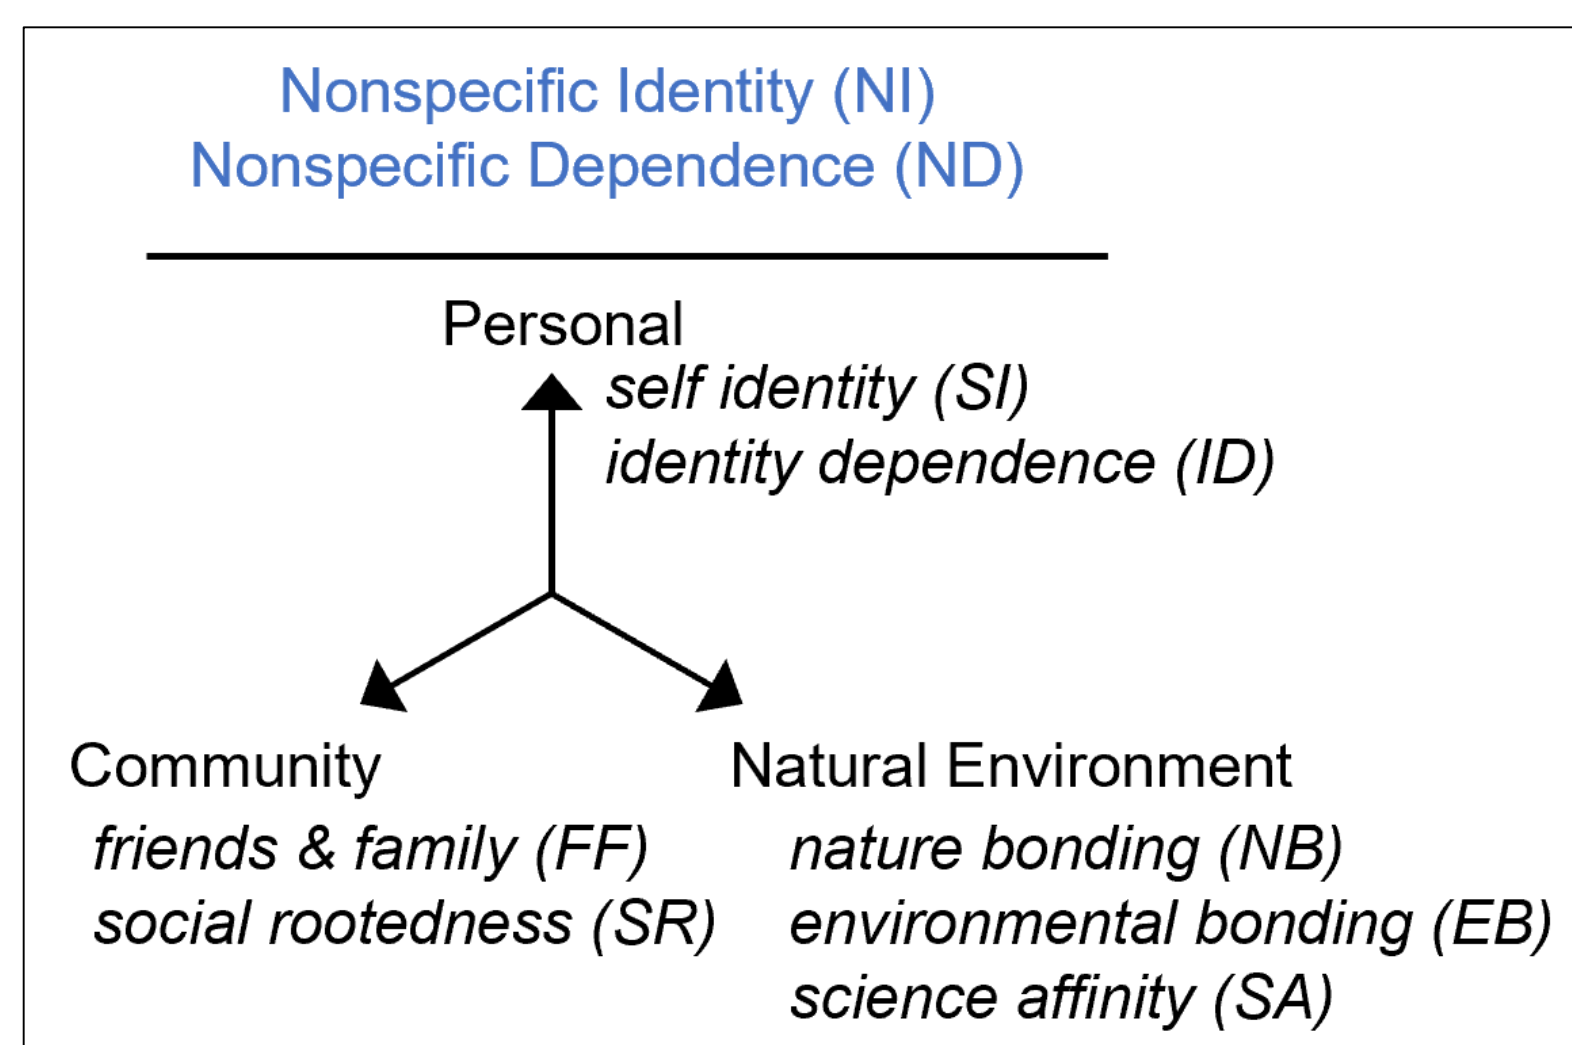 Nonspecific Identity (NI)
Nonspecific Dependence (ND)
Personal
self identity (SI)
identity dependence (ID)
Community
friends & family (FF)
social rootedness (SR)
Natural Environment
nature bonding (NB)
environmental bonding (EB)
science affinity (SA)